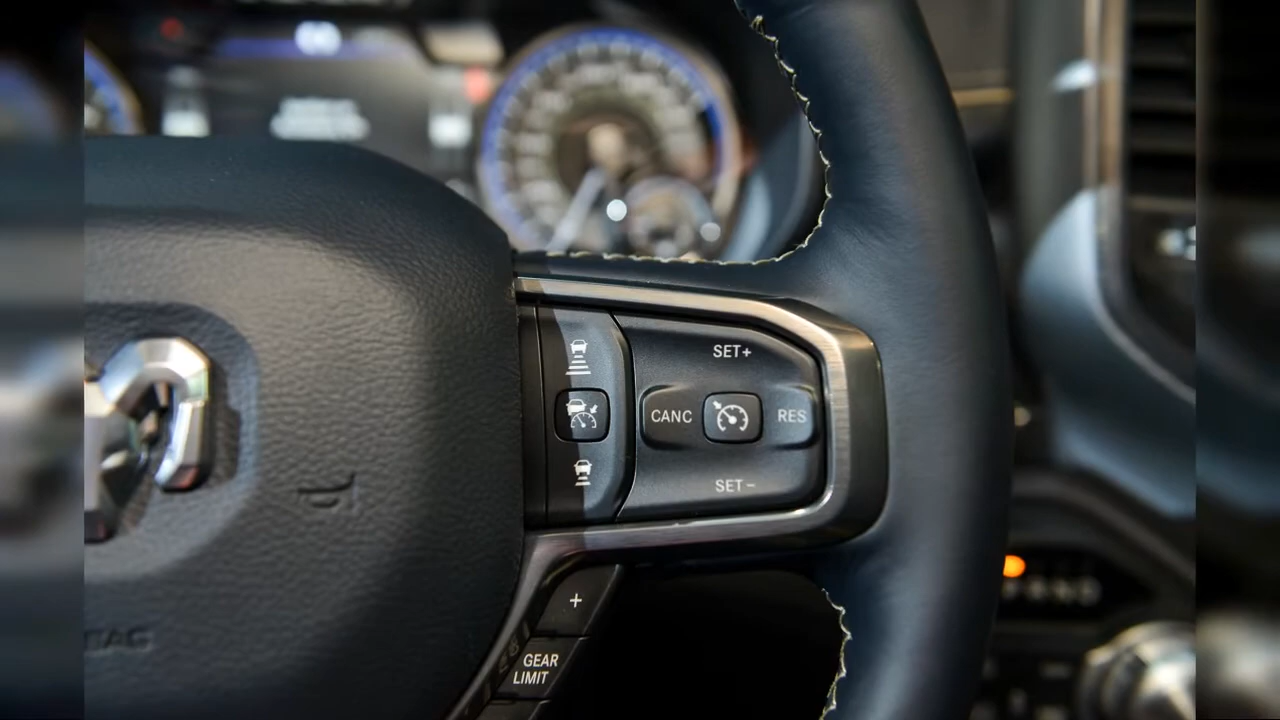 SET+
CANC
RES
SET-
+
GEAR
LIMIT